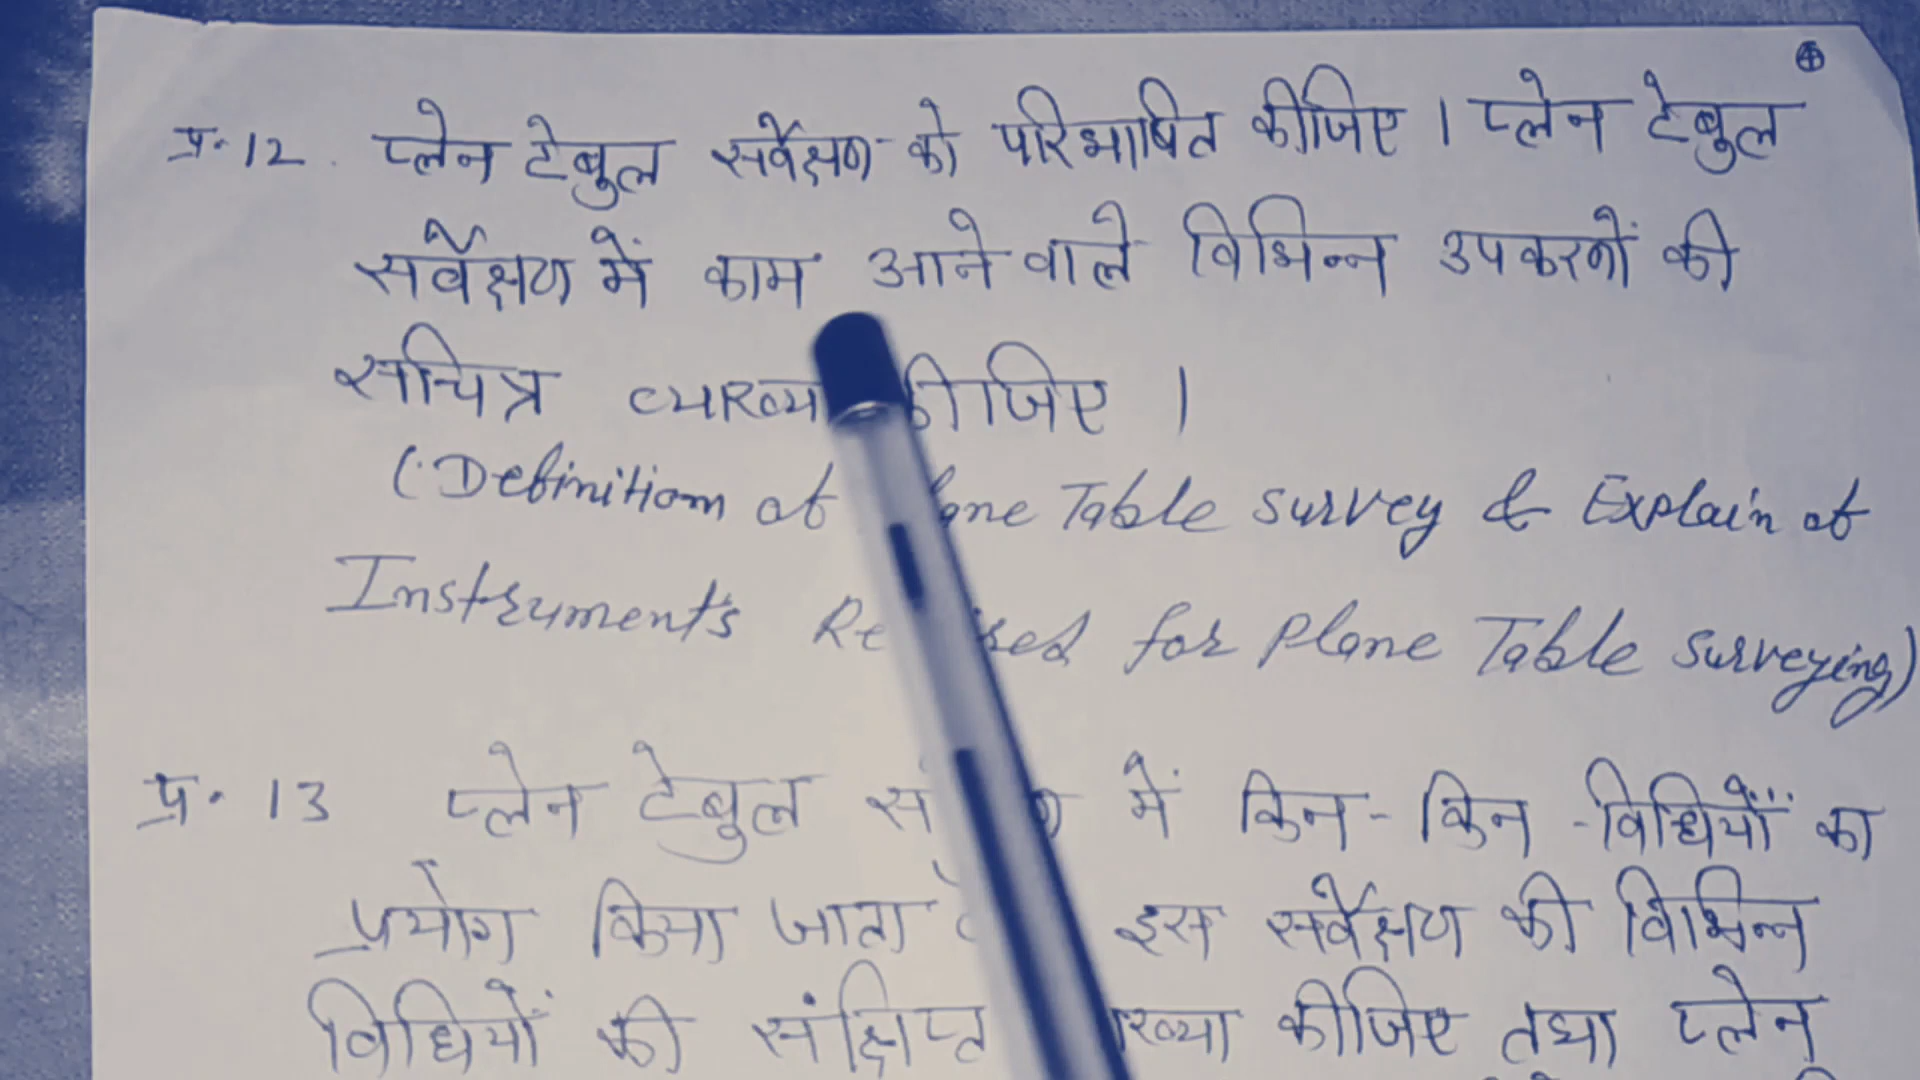 ④
प्र.12. प्लेन टेबुल सर्वेक्षण को परिभाषित कीजिए । प्लेन टेबुल
सर्वेक्षण में काम आने वाले विभिन्न उपकरणों की
सचित्र
(Definition of Table survey & Explain of
Instruments for Plane Table surveying)
प्र. 13 प्लेन टेबुल में किन-किन विधियों का
प्रयोग किया जाता इस सर्वेक्षण की विभिन्न
विधियों की संक्षिप्त कीजिए तथा प्लेन